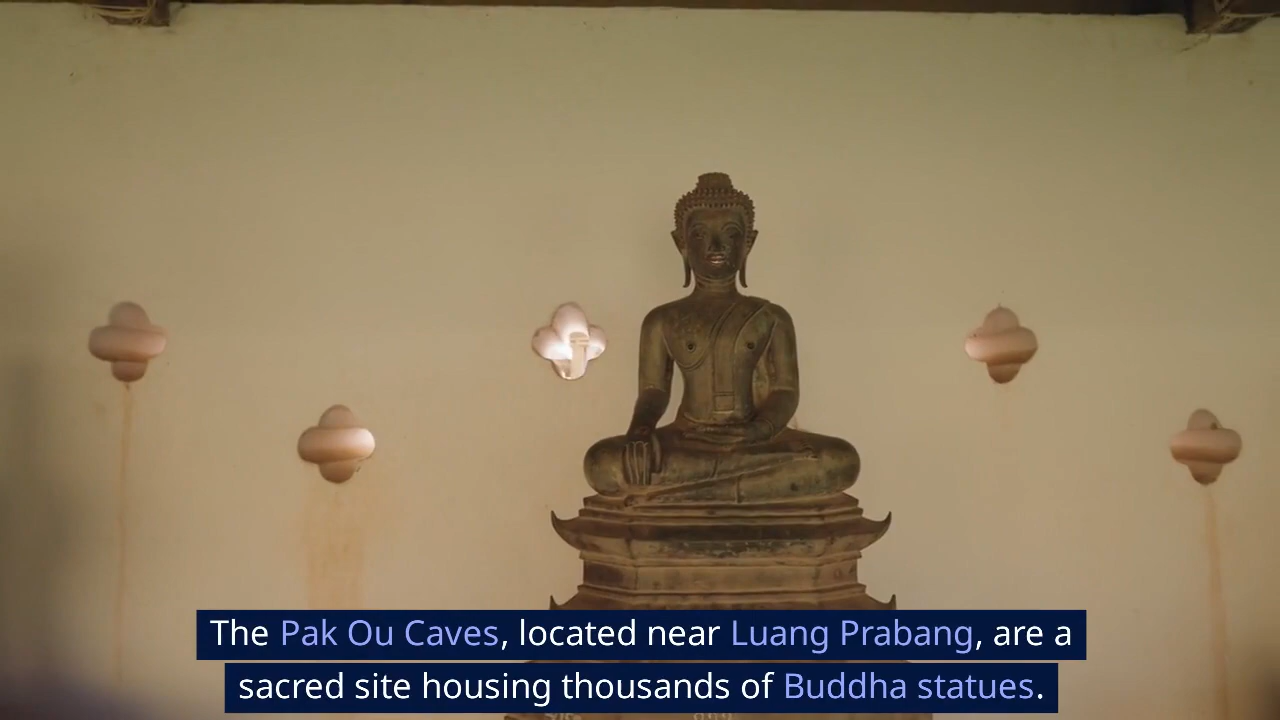 The Pak Ou Caves, located near Luang Prabang, are a
sacred site housing thousands of Buddha statues.